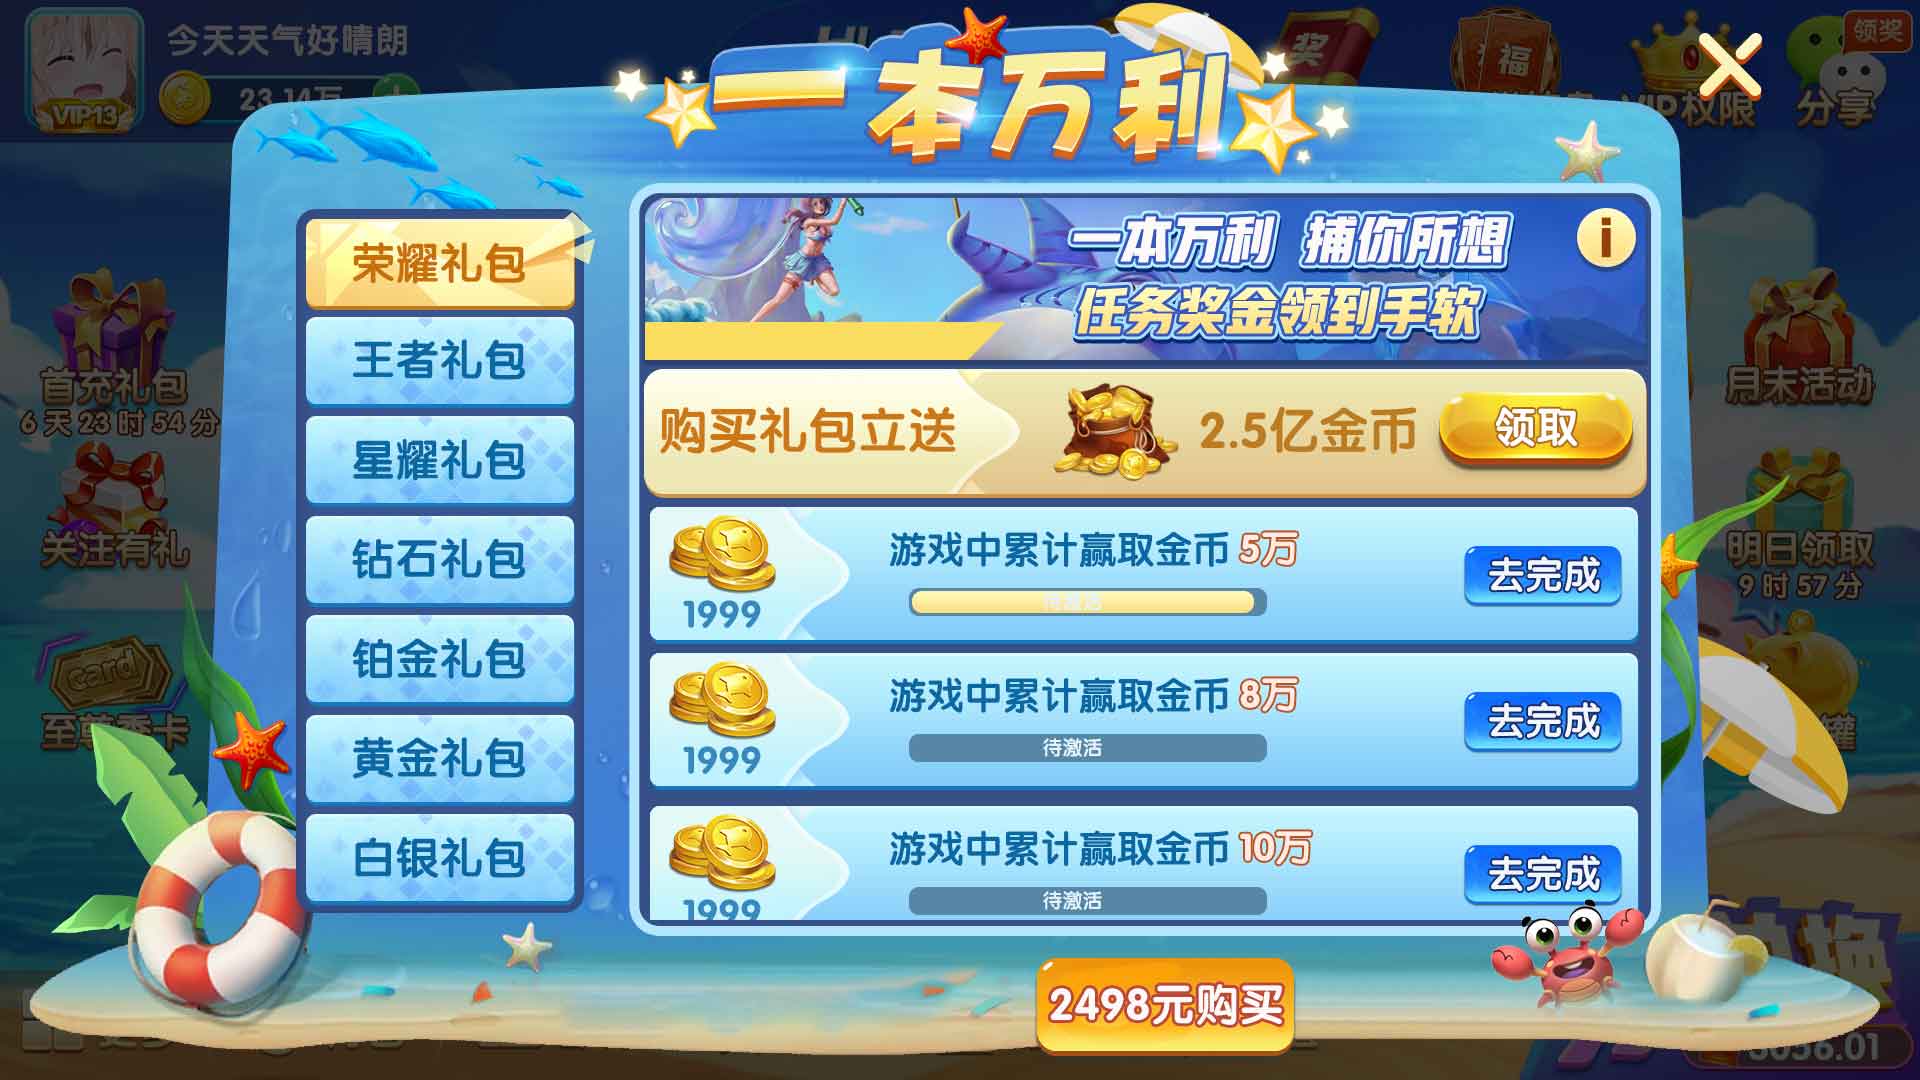 今天天气好晴朗
VIP13
23.14万
一本万利
奖
福
VIP权限
领奖
分享
首充礼包
6天23时54分
关注有礼
card
至尊季卡
荣耀礼包
王者礼包
星耀礼包
钻石礼包
铂金礼包
黄金礼包
白银礼包
一本万利 捕你所想
任务奖金领到手软
i
购买礼包立送
2.5亿金币
领取
游戏中累计赢取金币 5万
待激活
1999
去完成
游戏中累计赢取金币 8万
待激活
1999
去完成
游戏中累计赢取金币 10万
待激活
1999
去完成
2498元购买
月末活动
明日领取
9时57分
罐
换